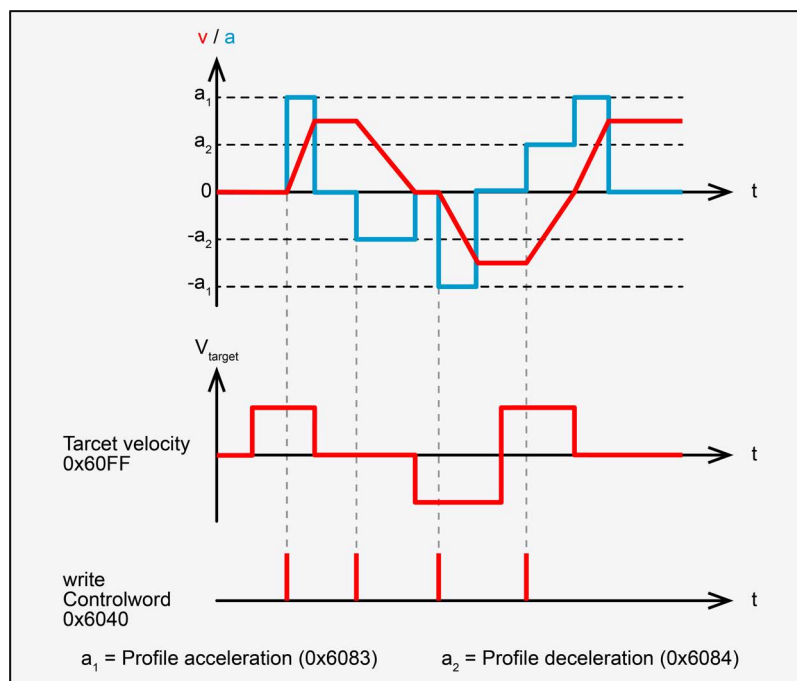 v / a
a₁
a₂
0
t
-a₂
-a₁
Vtarget
Tarcet velocity
0x60FF
t
write
Controlword
0x6040
t
a₁ = Profile acceleration (0x6083)
a₂ = Profile deceleration (0x6084)